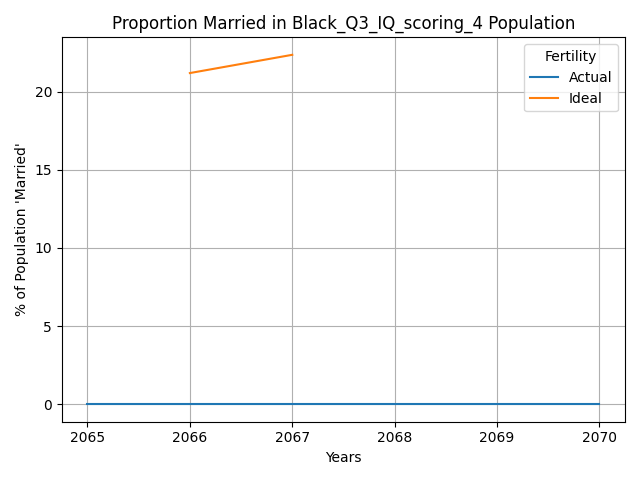 Proportion Married in Black_Q3_IQ_scoring_4 Population
% of Population 'Married'
20
15
10
5
0
Fertility
Actual
Ideal
2065 2066 2067 2068 2069 2070
Years